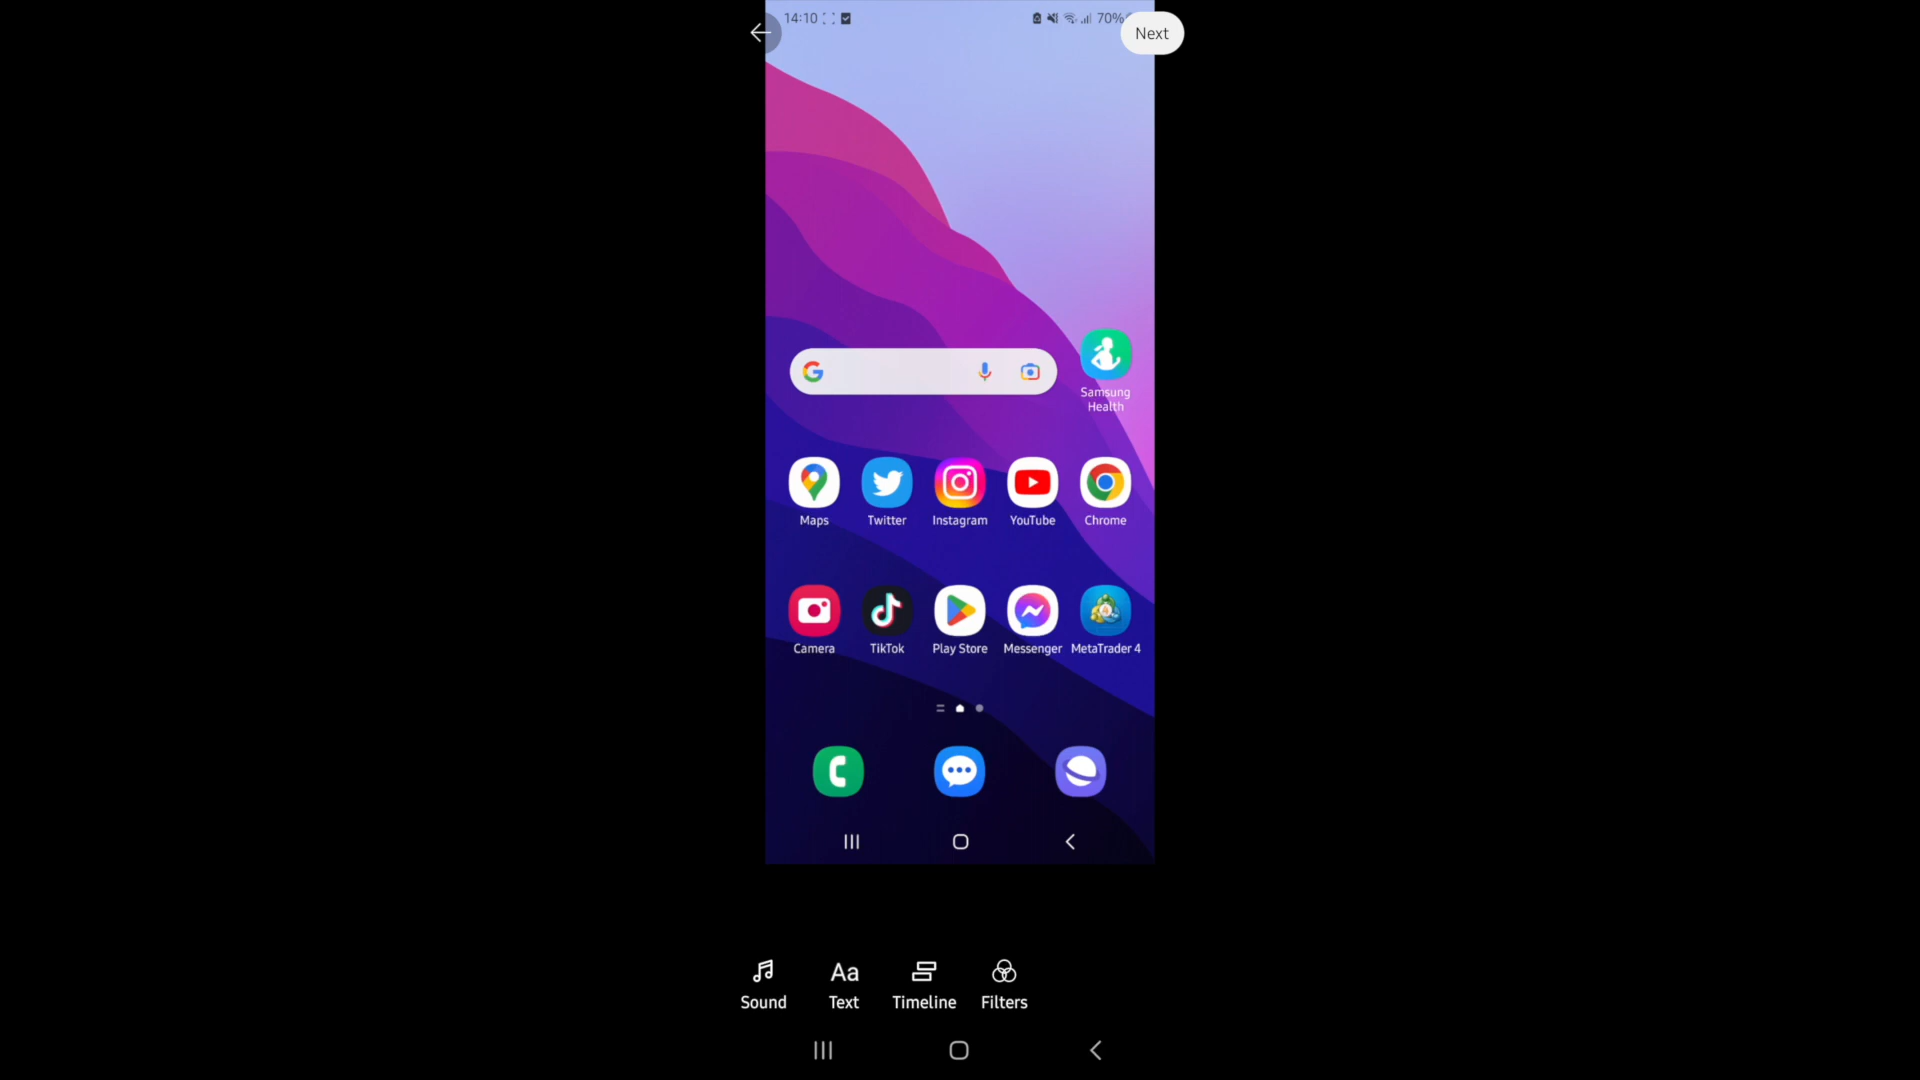 14:10
70%
Next
Samsung
Health
Maps
Twitter
Instagram
YouTube
Chrome
Camera
TikTok
Play Store
Messenger
MetaTrader 4
Aa
Sound
Text
Timeline
Filters